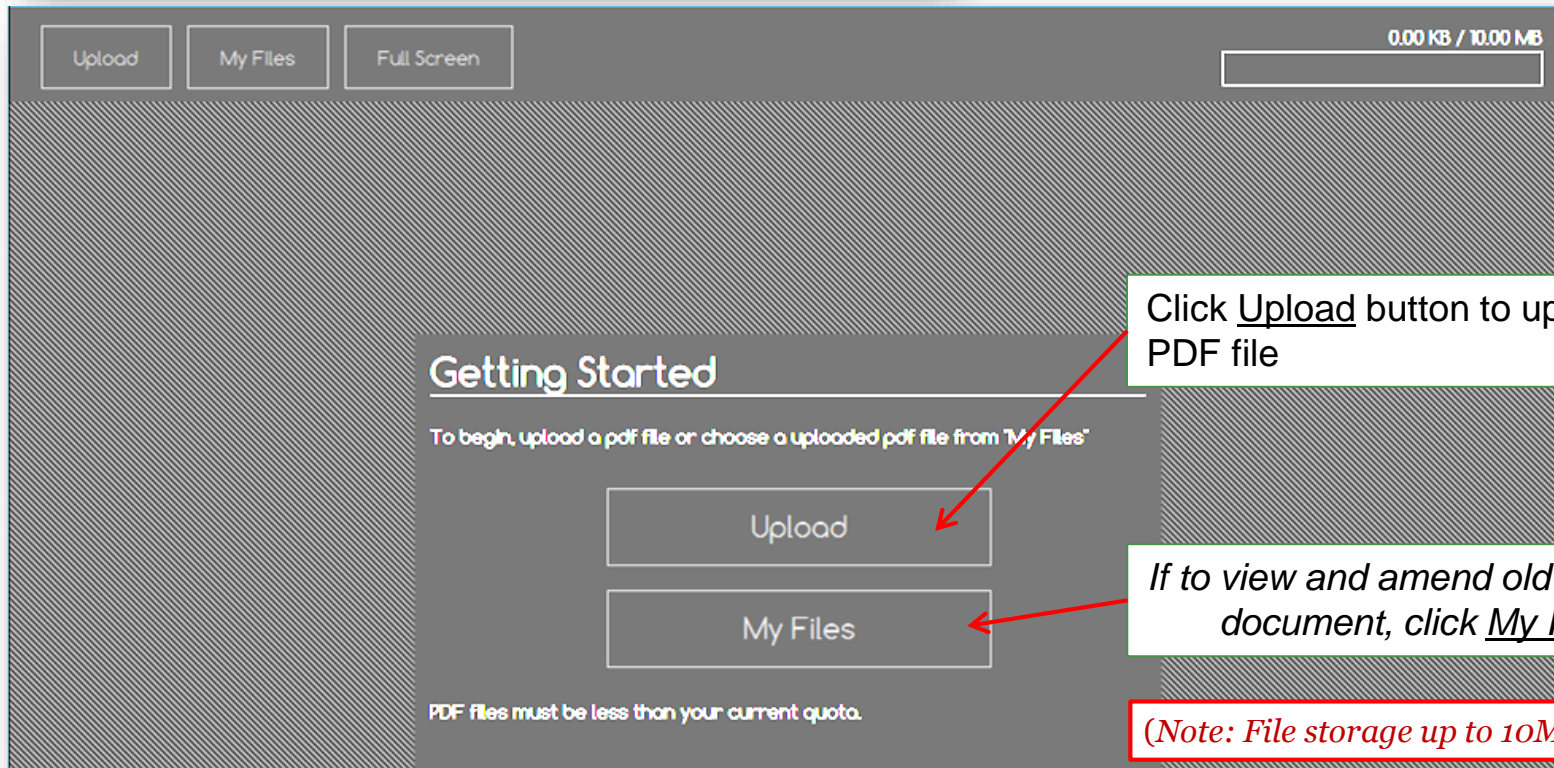 Upload My Files Full Screen
0.00 KB / 10.00 MB
Click Upload button to
PDF file
Getting Started
To begin, upload a pdf file or choose a uploaded pdf file from "My Files"
Upload
If to view and amend old
document, click My
My Files
PDF files must be less than your current quota.
(Note: File storage up to